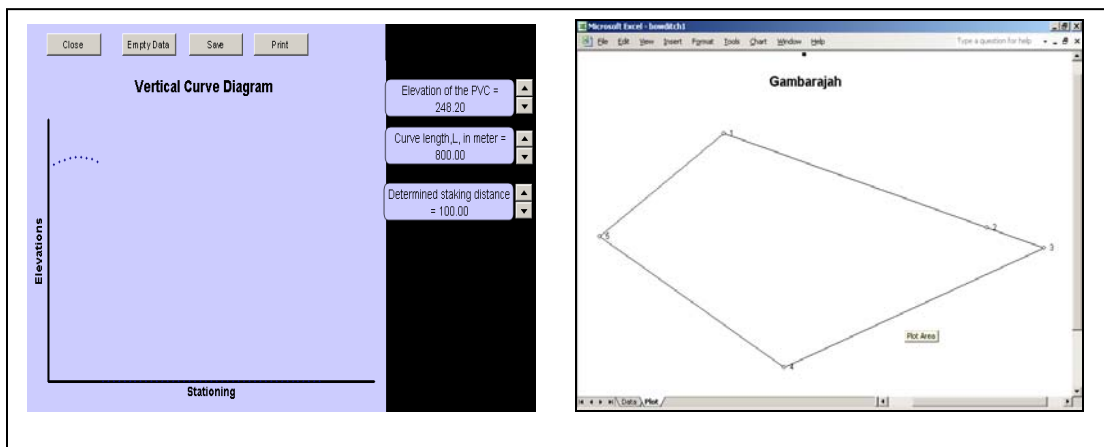 Close Empty Data Save Print
Vertical Curve Diagram
Elevations
Stationing
Elevation of the PVC =
248.20
Curve length,L, in meter =
800.00
Determined staking distance
= 100.00
Microsoft Excel - bowditch1
File Edit View Insert Format Tools Chart Window Help Type a question for help
Gambarajah
1
2
3
4
5
Plot Area
Data Plot